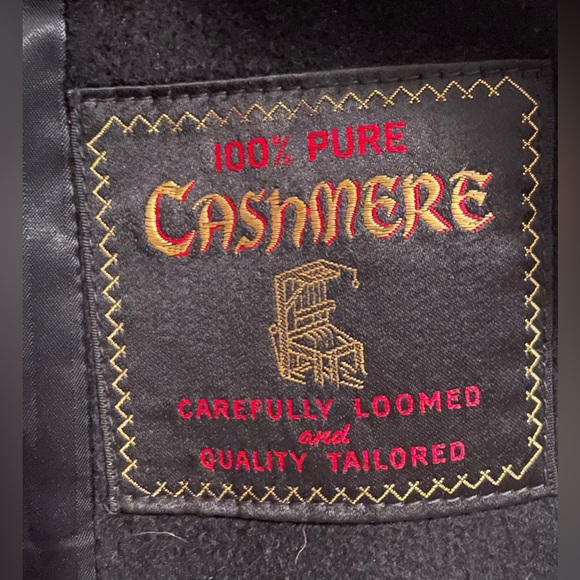 100% PURE
CASHMERE
CAREFULLY LOOMED
and
QUALITY TAILORED